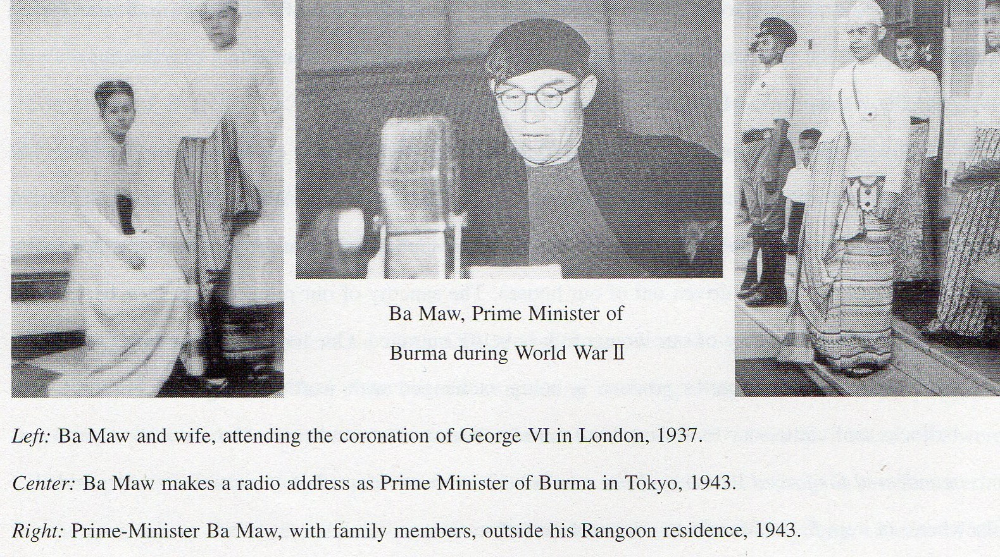 Ba Maw, Prime Minister of
Burma during World War II
Left: Ba Maw and wife, attending the coronation of George VI in London, 1937.
Center: Ba Maw makes a radio address as Prime Minister of Burma in Tokyo, 1943.
Right: Prime-Minister Ba Maw, with family members, outside his Rangoon residence, 1943.